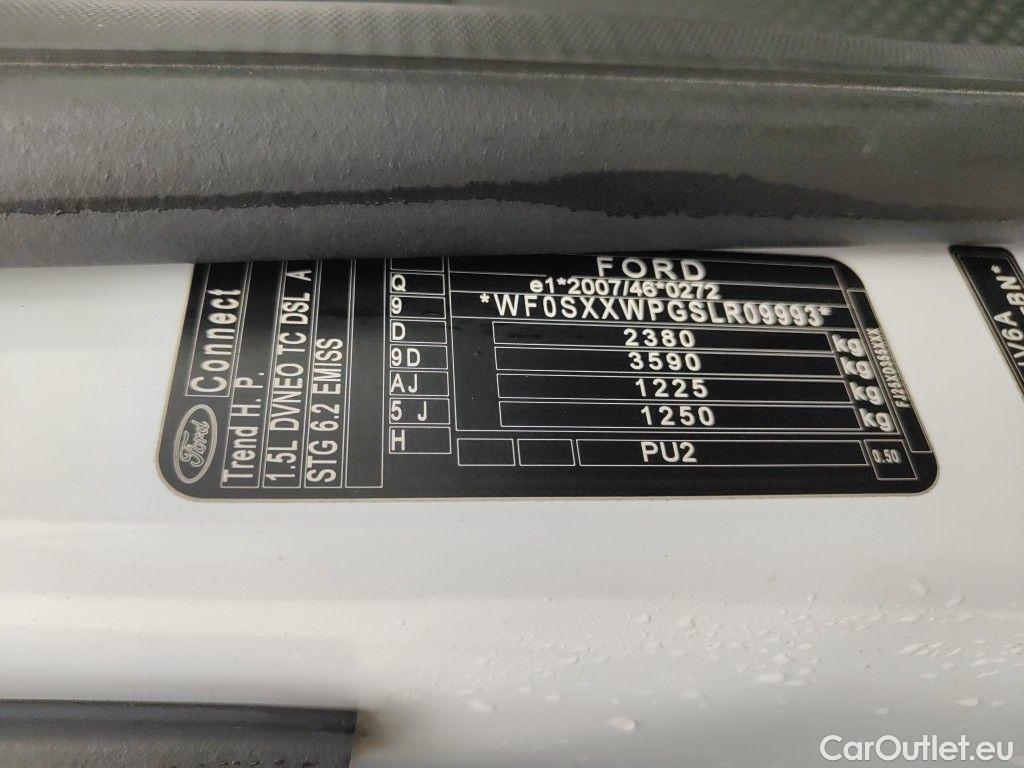 FORD
e1*2007/46*0272
*WF0SXXWPGSLR09993*
2380 kg
3590 kg
1225 kg
1250 kg
PU2
0.50
Q
9
D
9D
AJ
5 J
H
Ford
Connect
Trend H. P.
1.5L DVNEO TC DSL A
STG 6.2 EMISS
CarOutlet.eu